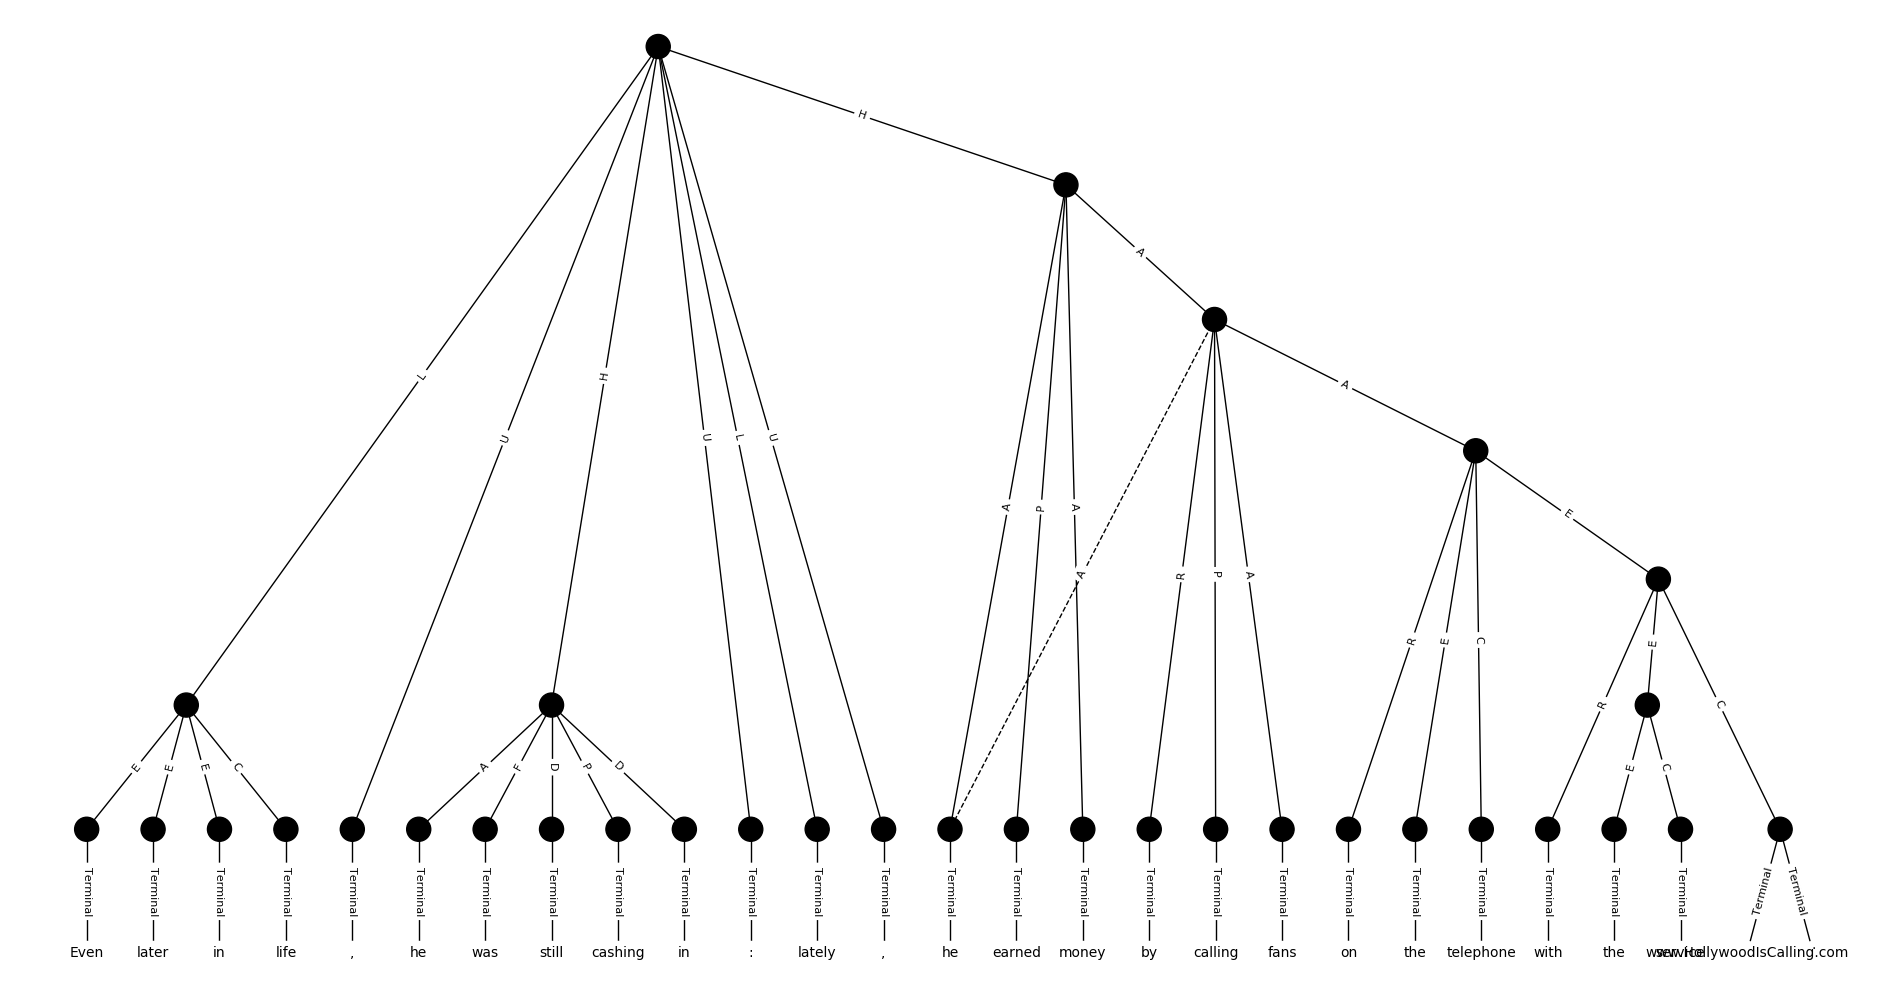 H
A
A
L
H
U
U
L
U
E
A
P
A
A
R
P
A
R
E
C
E
R
C
E
E
E
C
A
F
D
P
D
E
C
Terminal Terminal Terminal Terminal Terminal Terminal Terminal Terminal Terminal Terminal Terminal Terminal Terminal Terminal Terminal Terminal Terminal Terminal Terminal Terminal Terminal Terminal Terminal Terminal Terminal Terminal Terminal
Even later in life , he was still cashing in : lately , he earned money by calling fans on the telephone with the service www.HollywoodIsCalling.com .